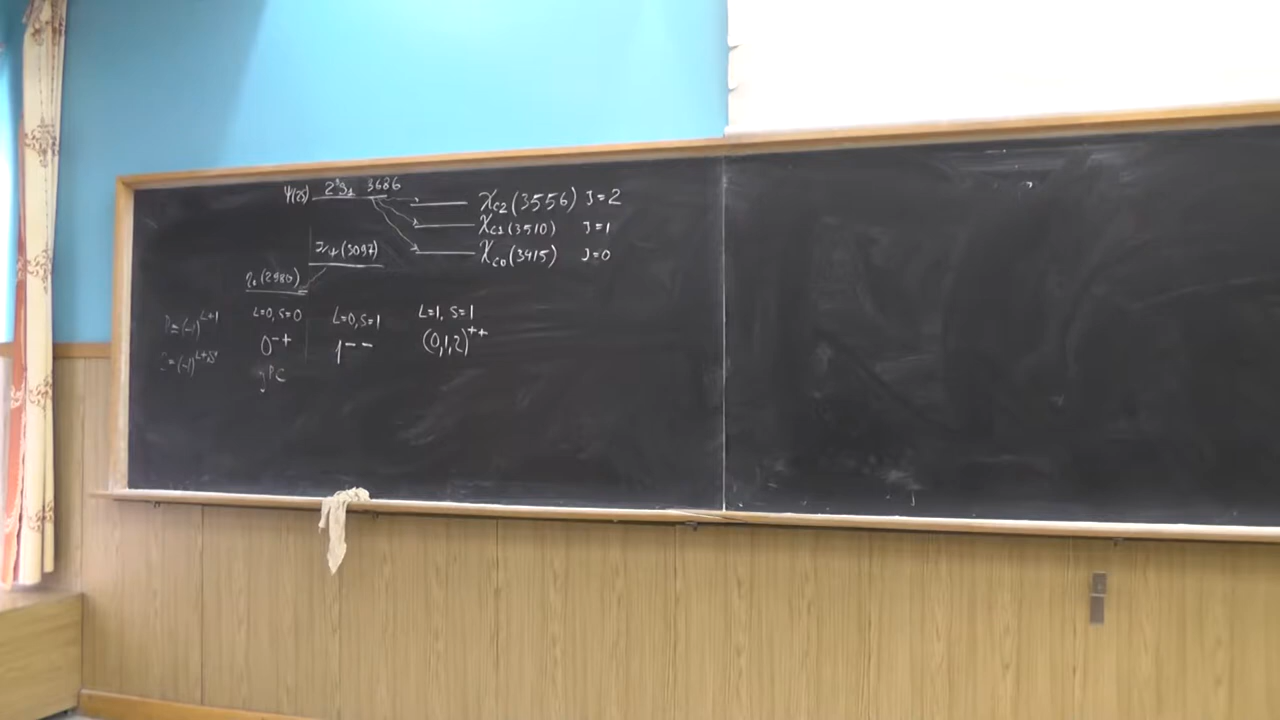 Ψ(2S) 2³S₁ 3686
χc2(3556) J=2
χc1(3510) J=1
χc0(3415) J=0
J/ψ(3097)
ηc(2980)
L=0, S=0 L=0, S=1 L=1, S=1
P=(-1)^{L+1}
0⁻⁺ 1⁻⁻ (0,1,2)⁺⁺
C=(-1)^{L+S}
J^{PC}